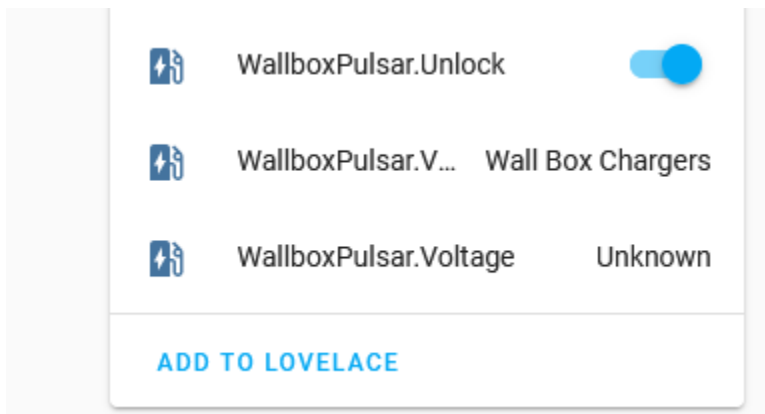 WallboxPulsar.Unlock
WallboxPulsar.V... Wall Box Chargers
WallboxPulsar.Voltage Unknown
ADD TO LOVELACE